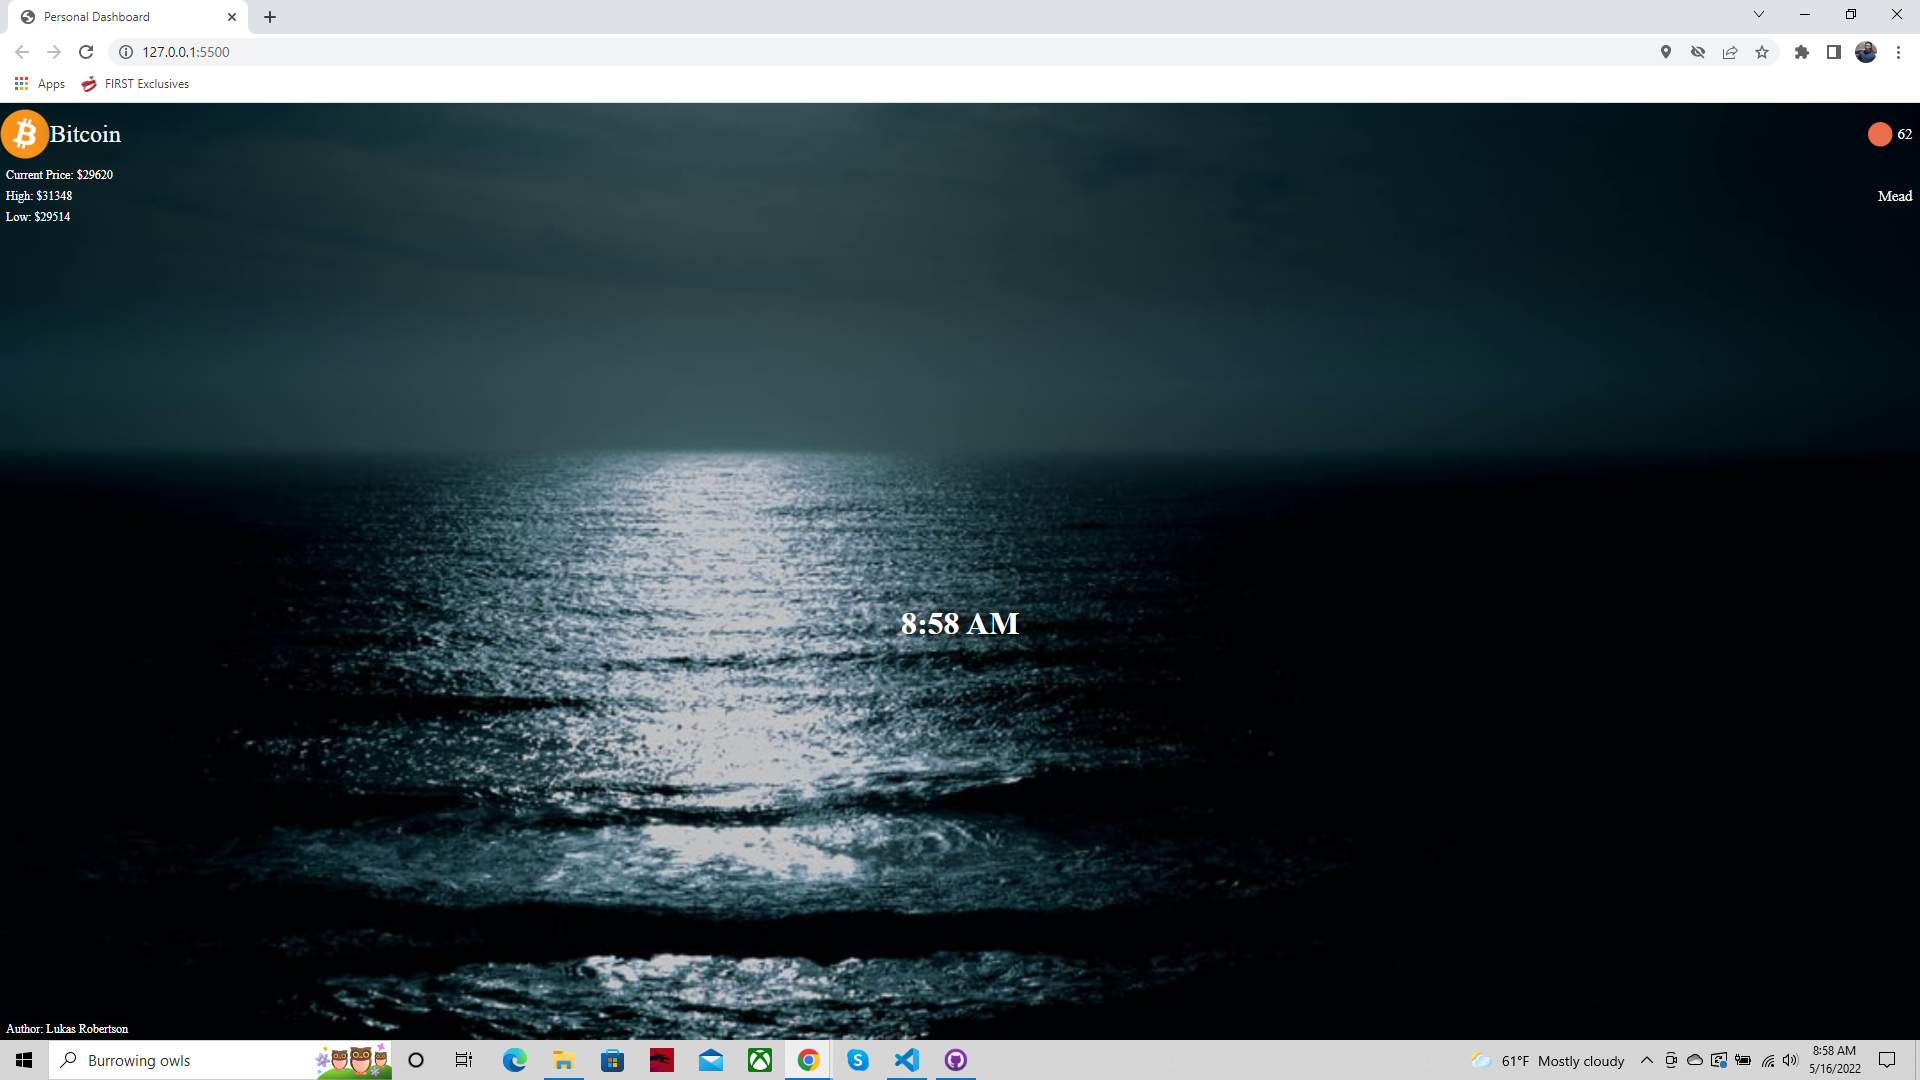 Personal Dashboard
127.0.0.1:5500
Apps
FIRST Exclusives
Bitcoin
62
Current Price: $29620
High: $31348
Mead
Low: $29514
8:58 AM
Author: Lukas Robertson
Burrowing owls
61°F Mostly cloudy
8:58 AM
5/16/2022